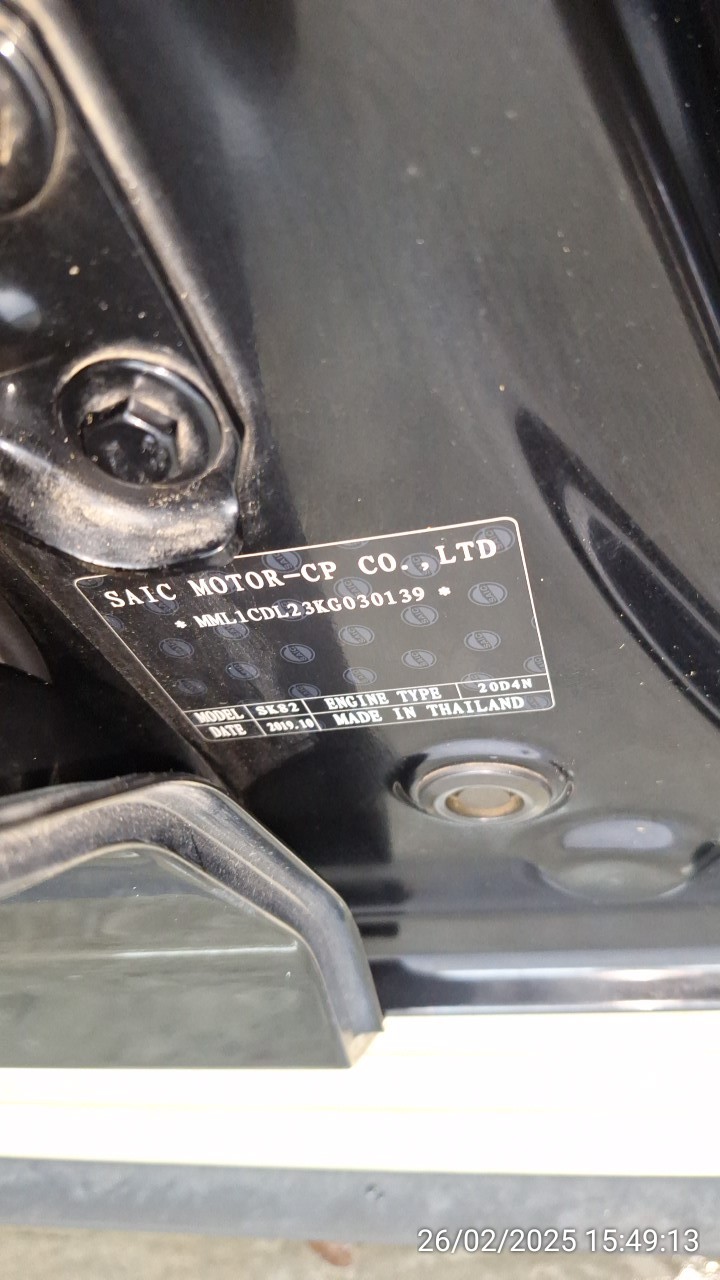 SAIC MOTOR-CP CO.,LTD
* MML1CDL23KG030139 *
MODEL SK82 ENGINE TYPE 20D4N
DATE 2019.10 MADE IN THAILAND
26/02/2025 15:49:13